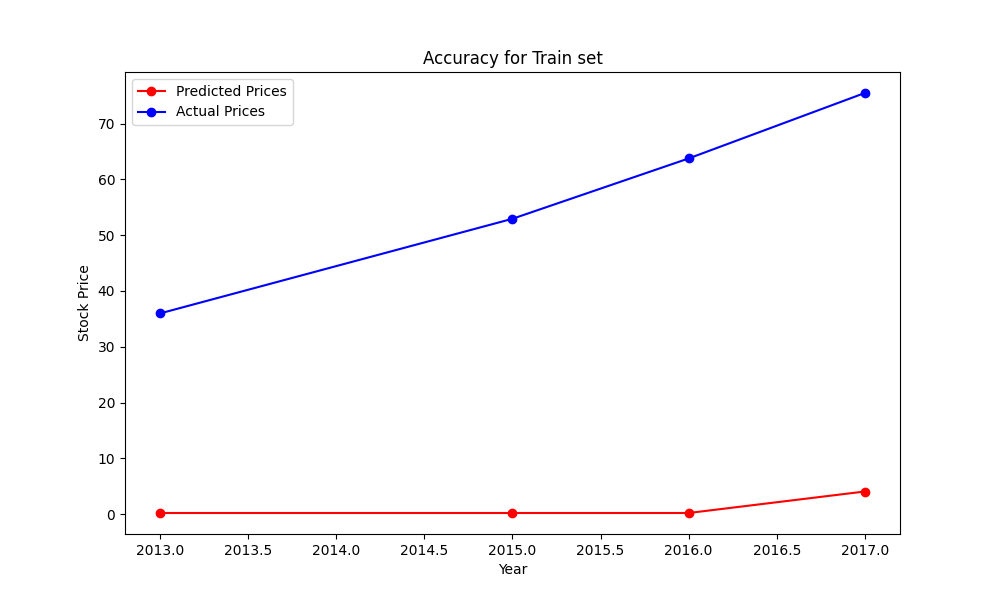 Accuracy for Train set
Predicted Prices
Actual Prices
70
60
50
40
30
20
10
0
Stock Price
2013.0 2013.5 2014.0 2014.5 2015.0 2015.5 2016.0 2016.5 2017.0
Year